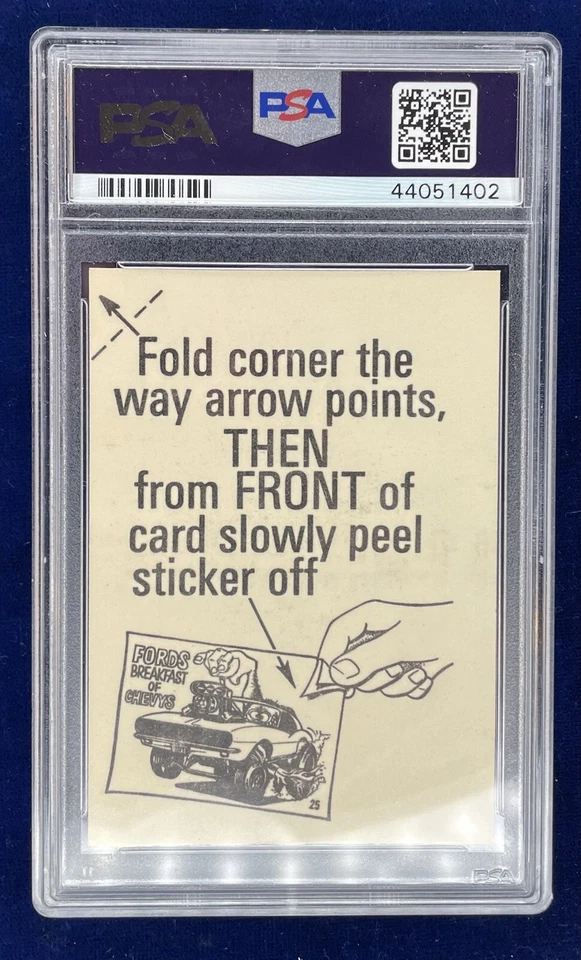 PSA
PSA
44051402
Fold corner the
way arrow points,
THEN
from FRONT of
card slowly peel
sticker off
FORDS
BREAKFAST
OF
CHEVYS
25
PSA